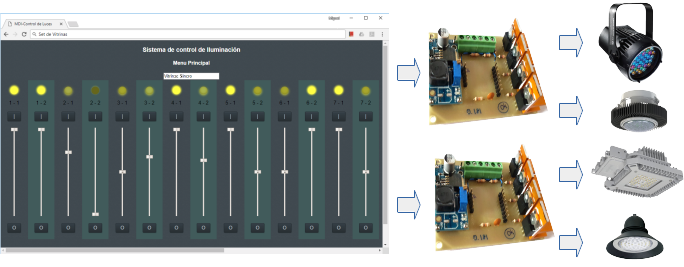 Miguel
MDI-Control de Luces
Set de Vitrinas
Sistema de control de Iluminación
Menu Principal
Vitrinas Silvia
1 - 1 1 - 2 2 - 1 2 - 2 3 - 1 3 - 2 4 - 1 4 - 2 5 - 1 5 - 2 6 - 1 6 - 2 7 - 1 7 - 2
I I I I I I I I I I I I I I
O O O O O O O O O O O O O O